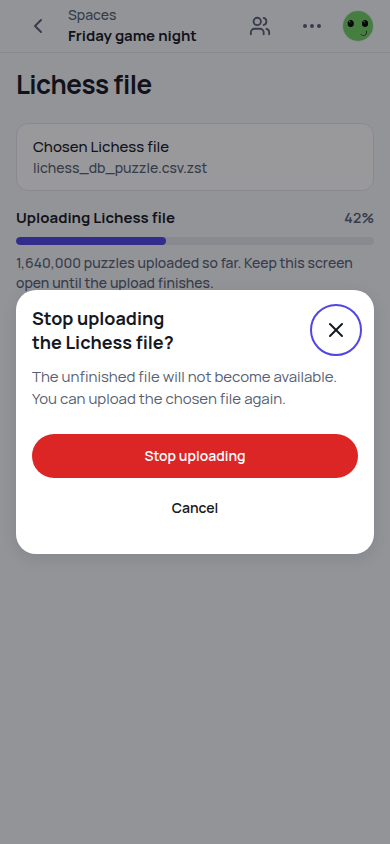 Spaces
Friday game night
Lichess file
Chosen Lichess file
lichess_db_puzzle.csv.zst
Uploading Lichess file 42%
1,640,000 puzzles uploaded so far. Keep this screen
open until the upload finishes.
Stop uploading
the Lichess file?
The unfinished file will not become available.
You can upload the chosen file again.
Stop uploading
Cancel